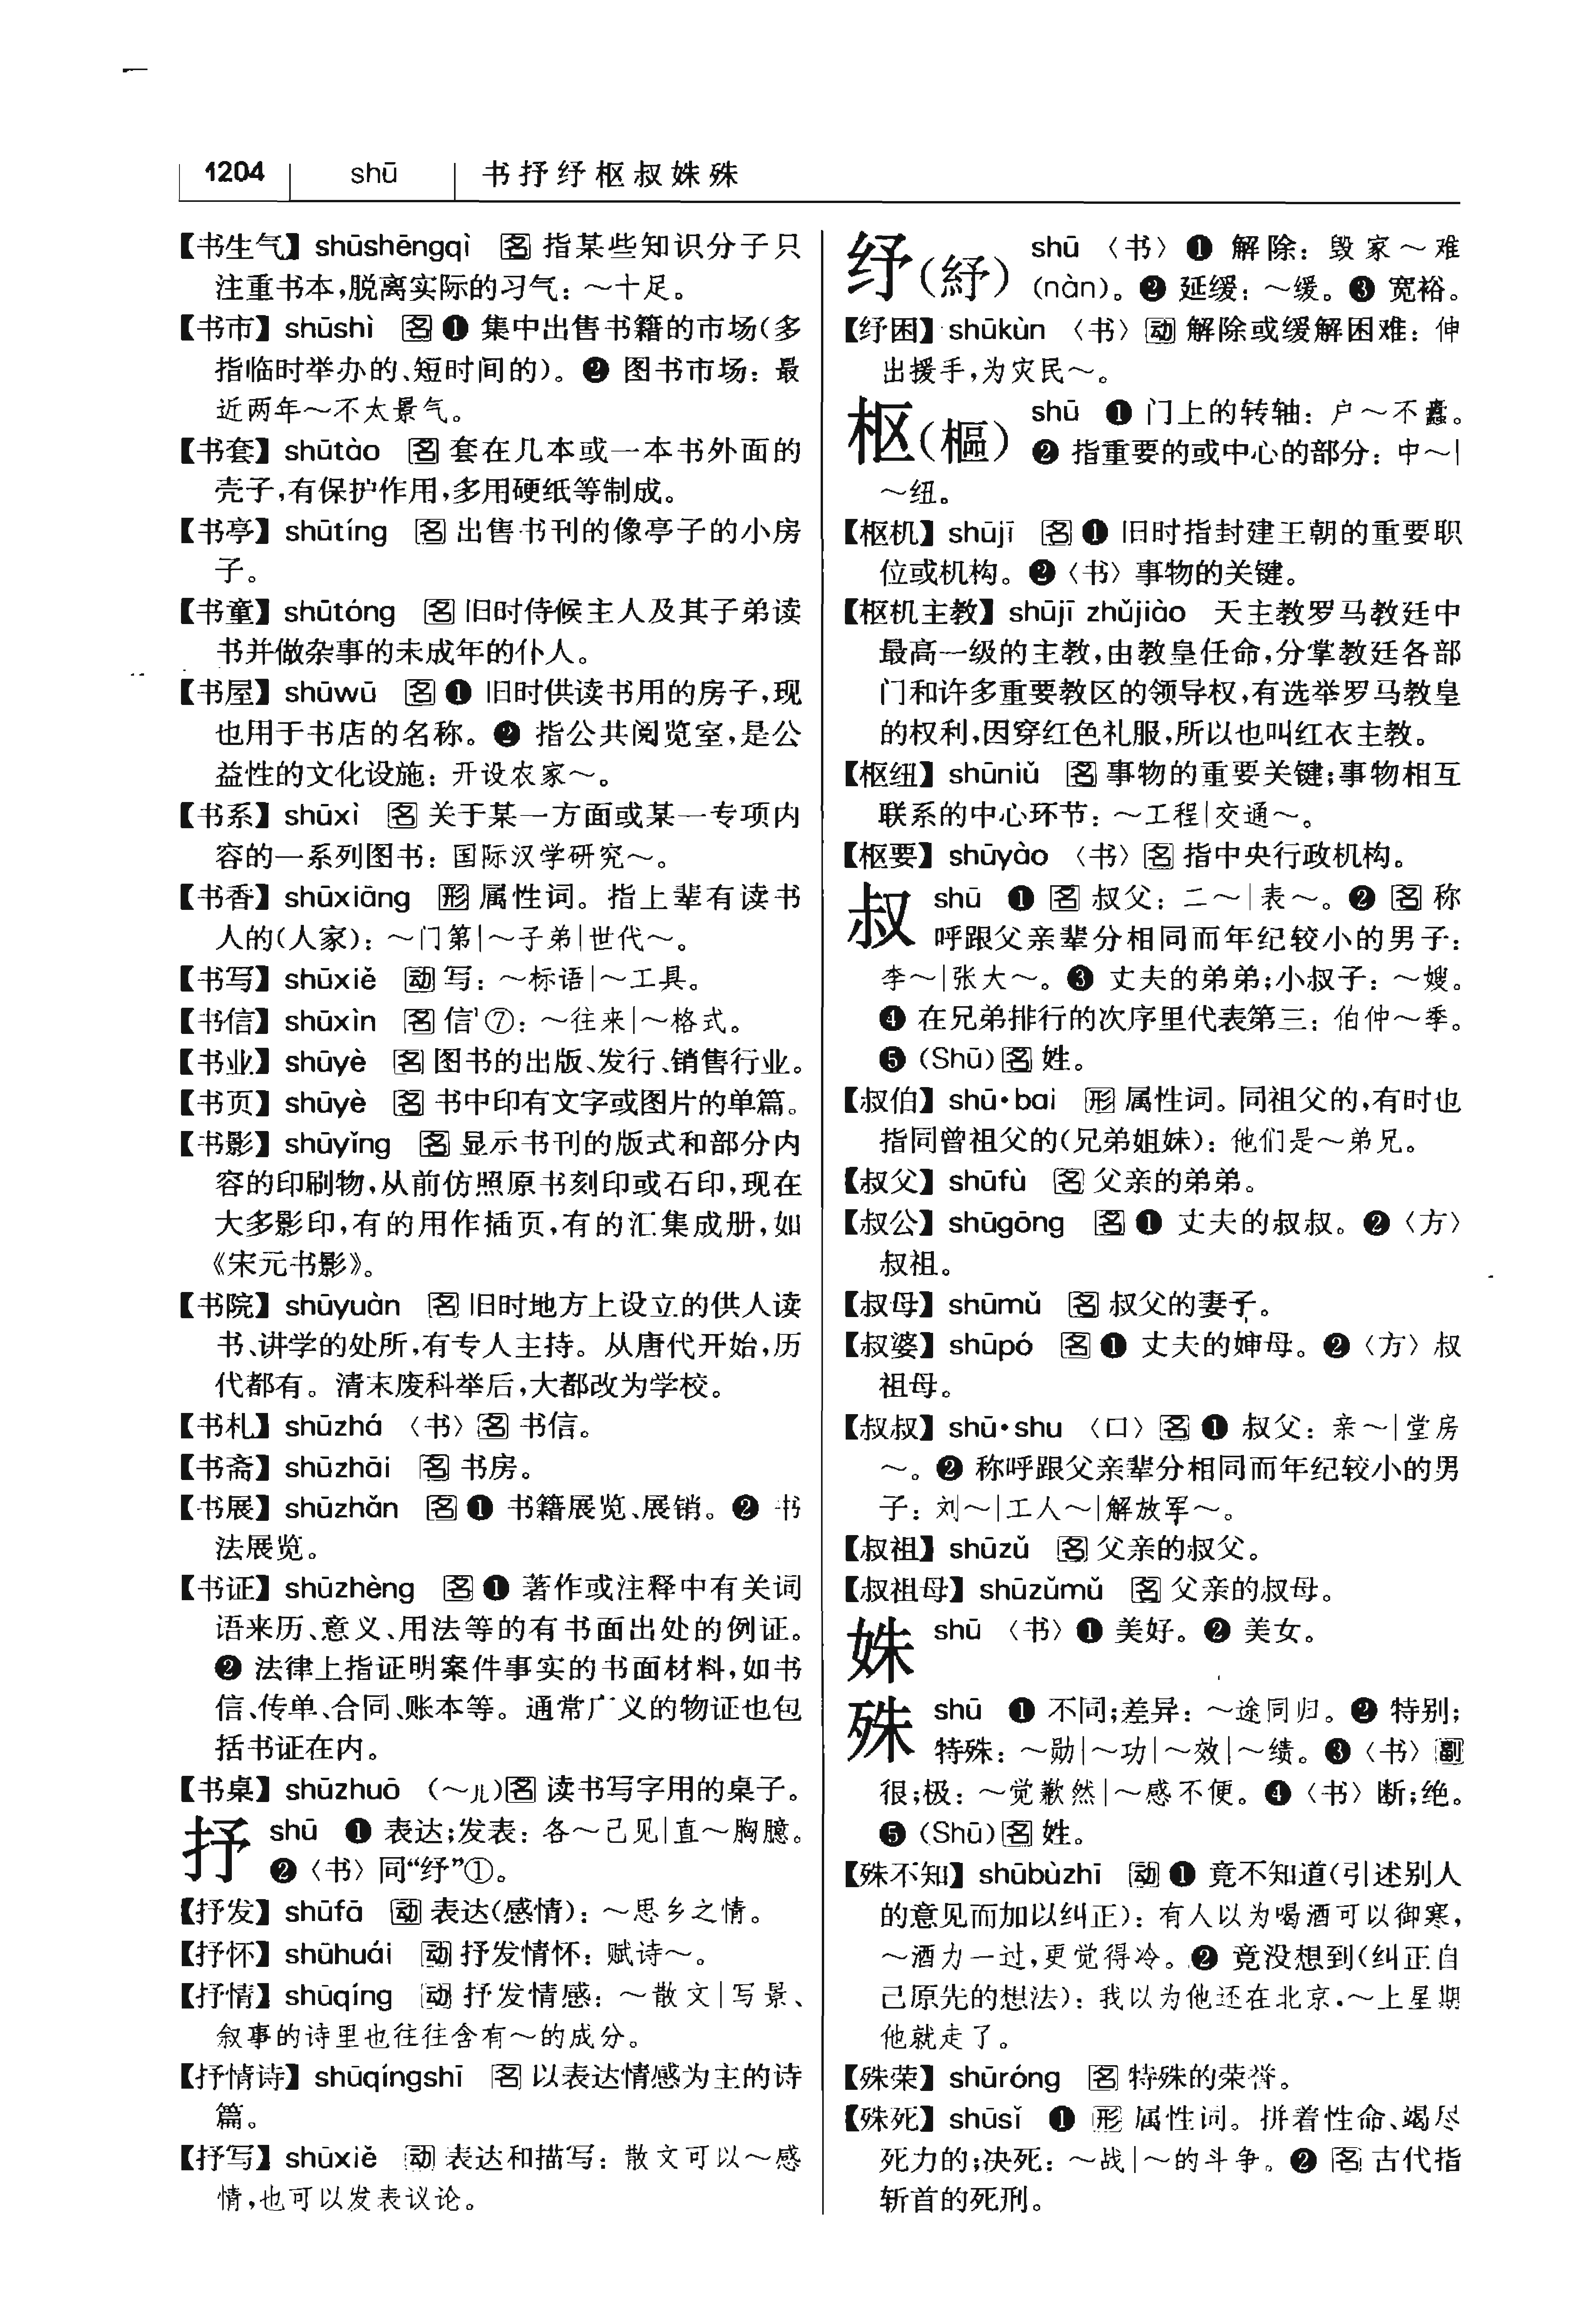 1204 shū 书抒纾枢叔姝殊
【书生气】shūshēngqì 名 指某些知识分子只
注重书本,脱离实际的习气:～十足。
【书市】shūshì 名 ❶ 集中出售书籍的市场(多
指临时举办的、短时间的)。❷ 图书市场:最
近两年～不太景气。
【书套】shūtào 名 套在几本或一本书外面的
壳子,有保护作用,多用硬纸等制成。
【书亭】shūtíng 名 出售书刊的像亭子的小房
子。
【书童】shūtóng 名 旧时侍候主人及其子弟读
书并做杂事的未成年的仆人。
【书屋】shūwū 名 ❶ 旧时供读书用的房子,现
也用于书店的名称。❷ 指公共阅览室,是公
益性的文化设施:开设农家～。
【书系】shūxì 名 关于某一方面或某一专项内
容的一系列图书:国际汉学研究～。
【书香】shūxiāng 形 属性词。指上辈有读书
人的(人家):～门第|～子弟|世代～。
【书写】shūxiě 动 写:～标语|～工具。
【书信】shūxìn 名 信¹⑦:～往来|～格式。
【书业】shūyè 名 图书的出版、发行、销售行业。
【书页】shūyè 名 书中印有文字或图片的单篇。
【书影】shūyǐng 名 显示书刊的版式和部分内
容的印刷物,从前仿照原书刻印或石印,现在
大多影印,有的用作插页,有的汇集成册,如
《宋元书影》。
【书院】shūyuàn 名 旧时地方上设立的供人读
书、讲学的处所,有专人主持。从唐代开始,历
代都有。清末废科举后,大都改为学校。
【书札】shūzhá 〈书〉名 书信。
【书斋】shūzhāi 名 书房。
【书展】shūzhǎn 名 ❶ 书籍展览、展销。❷ 书
法展览。
【书证】shūzhèng 名 ❶ 著作或注释中有关词
语来历、意义、用法等的有书面出处的例证。
❷ 法律上指证明案件事实的书面材料,如书
信、传单、合同、账本等。通常广义的物证也包
括书证在内。
【书桌】shūzhuō (～儿)名 读书写字用的桌子。
抒 shū ❶ 表达;发表:各～己见|直～胸臆。
❷〈书〉同“纾”①。
【抒发】shūfā 动 表达(感情):～思乡之情。
【抒怀】shūhuái 动 抒发情怀:赋诗～。
【抒情】shūqíng 动 抒发情感:～散文|写景、
叙事的诗里也往往含有～的成分。
【抒情诗】shūqíngshī 名 以表达情感为主的诗
篇。
【抒写】shūxiě 动 表达和描写:散文可以～感
情,也可以发表议论。
纾(紓) shū 〈书〉❶ 解除:毁家～难
(nàn)。❷ 延缓:～缓。❸ 宽裕。
【纾困】shūkùn 〈书〉动 解除或缓解困难:伸
出援手,为灾民～。
枢(樞) shū ❶ 门上的转轴:户～不蠹。
❷ 指重要的或中心的部分:中～|
～纽。
【枢机】shūjī 名 ❶ 旧时指封建王朝的重要职
位或机构。❷〈书〉事物的关键。
【枢机主教】shūjī zhǔjiào 天主教罗马教廷中
最高一级的主教,由教皇任命,分掌教廷各部
门和许多重要教区的领导权,有选举罗马教皇
的权利,因穿红色礼服,所以也叫红衣主教。
【枢纽】shūniǔ 名 事物的重要关键;事物相互
联系的中心环节:～工程|交通～。
【枢要】shūyào 〈书〉名 指中央行政机构。
叔 shū ❶ 名 叔父:二～|表～。❷ 名 称
呼跟父亲辈分相同而年纪较小的男子:
李～|张大～。❸ 丈夫的弟弟;小叔子:～嫂。
❹ 在兄弟排行的次序里代表第三:伯仲～季。
❺ (Shū)名 姓。
【叔伯】shū·bai 形 属性词。同祖父的,有时也
指同曾祖父的(兄弟姐妹):他们是～弟兄。
【叔父】shūfù 名 父亲的弟弟。
【叔公】shūgōng 名 ❶ 丈夫的叔叔。❷〈方〉
叔祖。
【叔母】shūmǔ 名 叔父的妻子。
【叔婆】shūpó 名 ❶ 丈夫的婶母。❷〈方〉叔
祖母。
【叔叔】shū·shu 〈口〉名 ❶ 叔父:亲～|堂房
～。❷ 称呼跟父亲辈分相同而年纪较小的男
子:刘～|工人～|解放军～。
【叔祖】shūzǔ 名 父亲的叔父。
【叔祖母】shūzǔmǔ 名 父亲的叔母。
姝 shū 〈书〉❶ 美好。❷ 美女。
殊 shū ❶ 不同;差异:～途同归。❷ 特别;
特殊:～勋|～功|～效|～绩。❸〈书〉副
很;极:～觉歉然|～感不便。❹〈书〉断;绝。
❺ (Shū)名 姓。
【殊不知】shūbùzhī 动 ❶ 竟不知道(引述别人
的意见而加以纠正):有人以为喝酒可以御寒,
～酒力一过,更觉得冷。❷ 竟没想到(纠正自
己原先的想法):我以为他还在北京,～上星期
他就走了。
【殊荣】shūróng 名 特殊的荣誉。
【殊死】shūsǐ ❶ 形 属性词。拼着性命、竭尽
死力的;决死:～战|～的斗争。❷ 名 古代指
斩首的死刑。